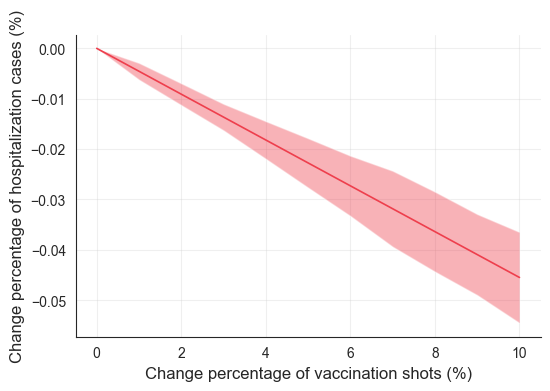 Change percentage of hospitalization cases (%)
0.00
−0.01
−0.02
−0.03
−0.04
−0.05
0 2 4 6 8 10
Change percentage of vaccination shots (%)